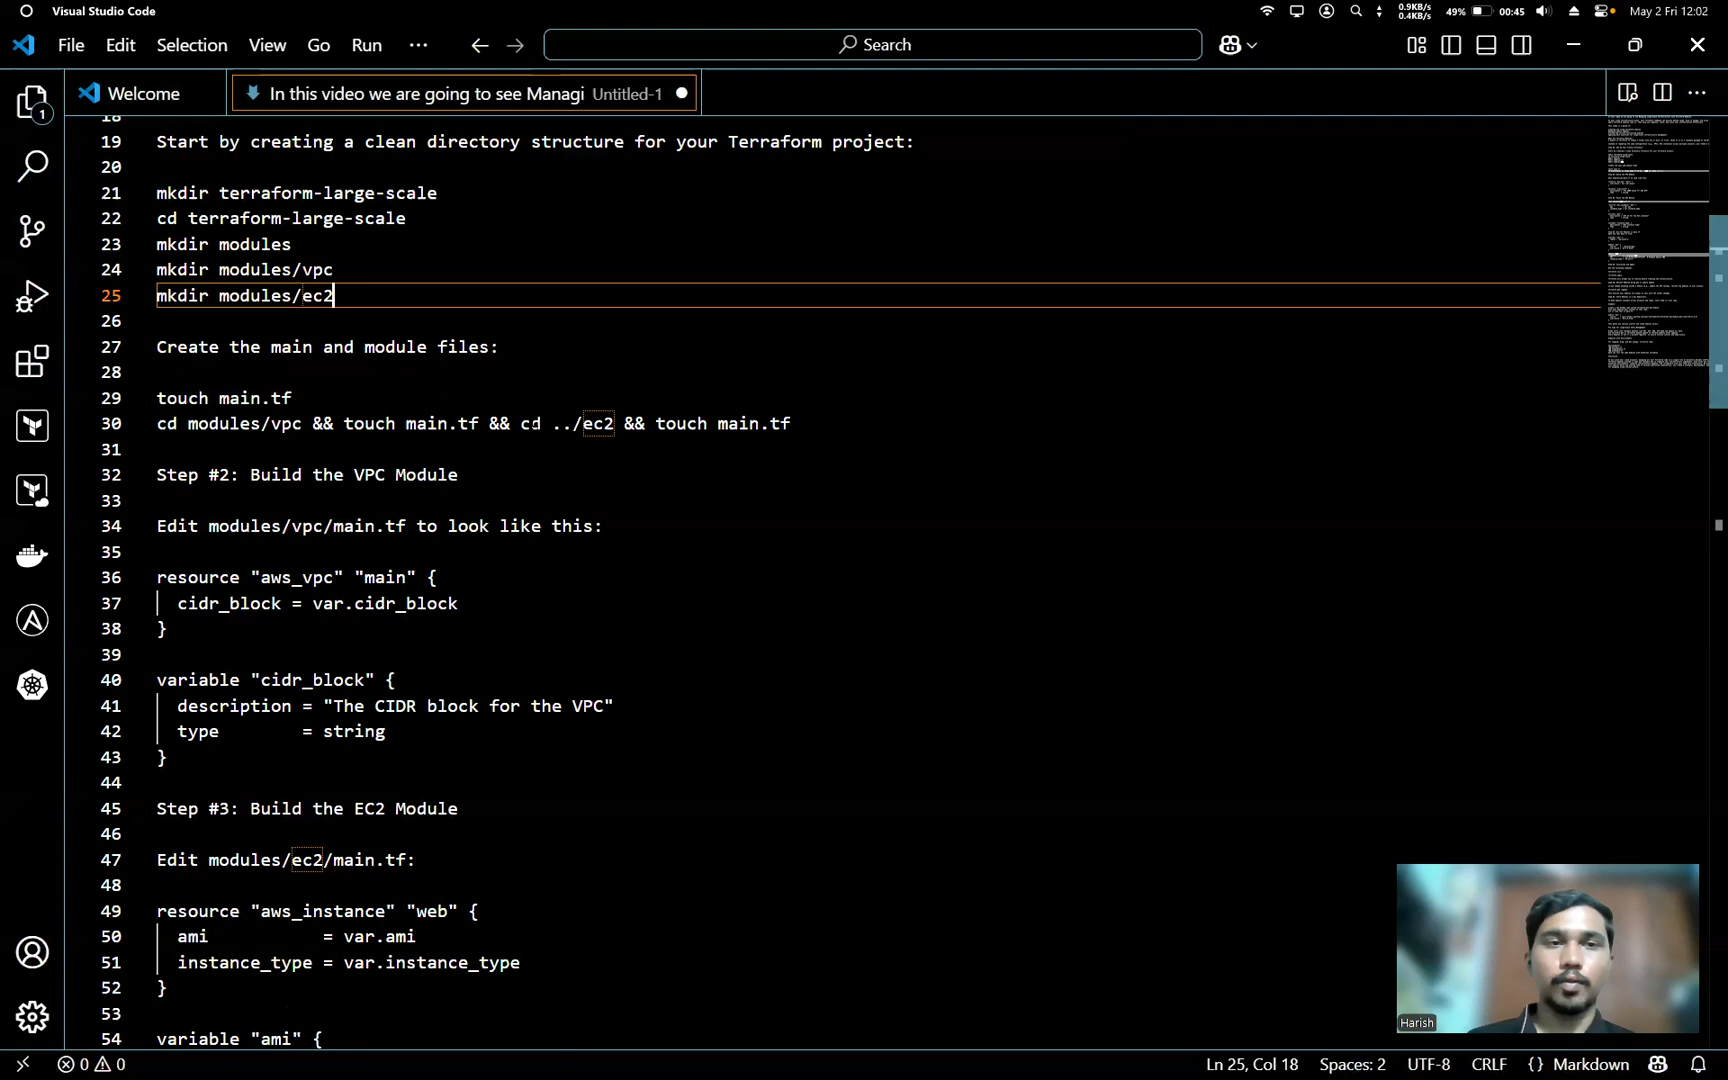 Visual Studio Code
0.9KB/s
0.4KB/s
49%
00:45
May 2 Fri 12:02
File Edit Selection View Go Run ···
Search
Welcome
In this video we are going to see Managi Untitled-1
1
18
19 Start by creating a clean directory structure for your Terraform project:
20
21 mkdir terraform-large-scale
22 cd terraform-large-scale
23 mkdir modules
24 mkdir modules/vpc
25 mkdir modules/ec2
26
27 Create the main and module files:
28
29 touch main.tf
30 cd modules/vpc && touch main.tf && cd ../ec2 && touch main.tf
31
32 Step #2: Build the VPC Module
33
34 Edit modules/vpc/main.tf to look like this:
35
36 resource "aws_vpc" "main" {
37 cidr_block = var.cidr_block
38 }
39
40 variable "cidr_block" {
41 description = "The CIDR block for the VPC"
42 type = string
43 }
44
45 Step #3: Build the EC2 Module
46
47 Edit modules/ec2/main.tf:
48
49 resource "aws_instance" "web" {
50 ami = var.ami
51 instance_type = var.instance_type
52 }
53
54 variable "ami" {
Harish
0 0
Ln 25, Col 18 Spaces: 2 UTF-8 CRLF {} Markdown